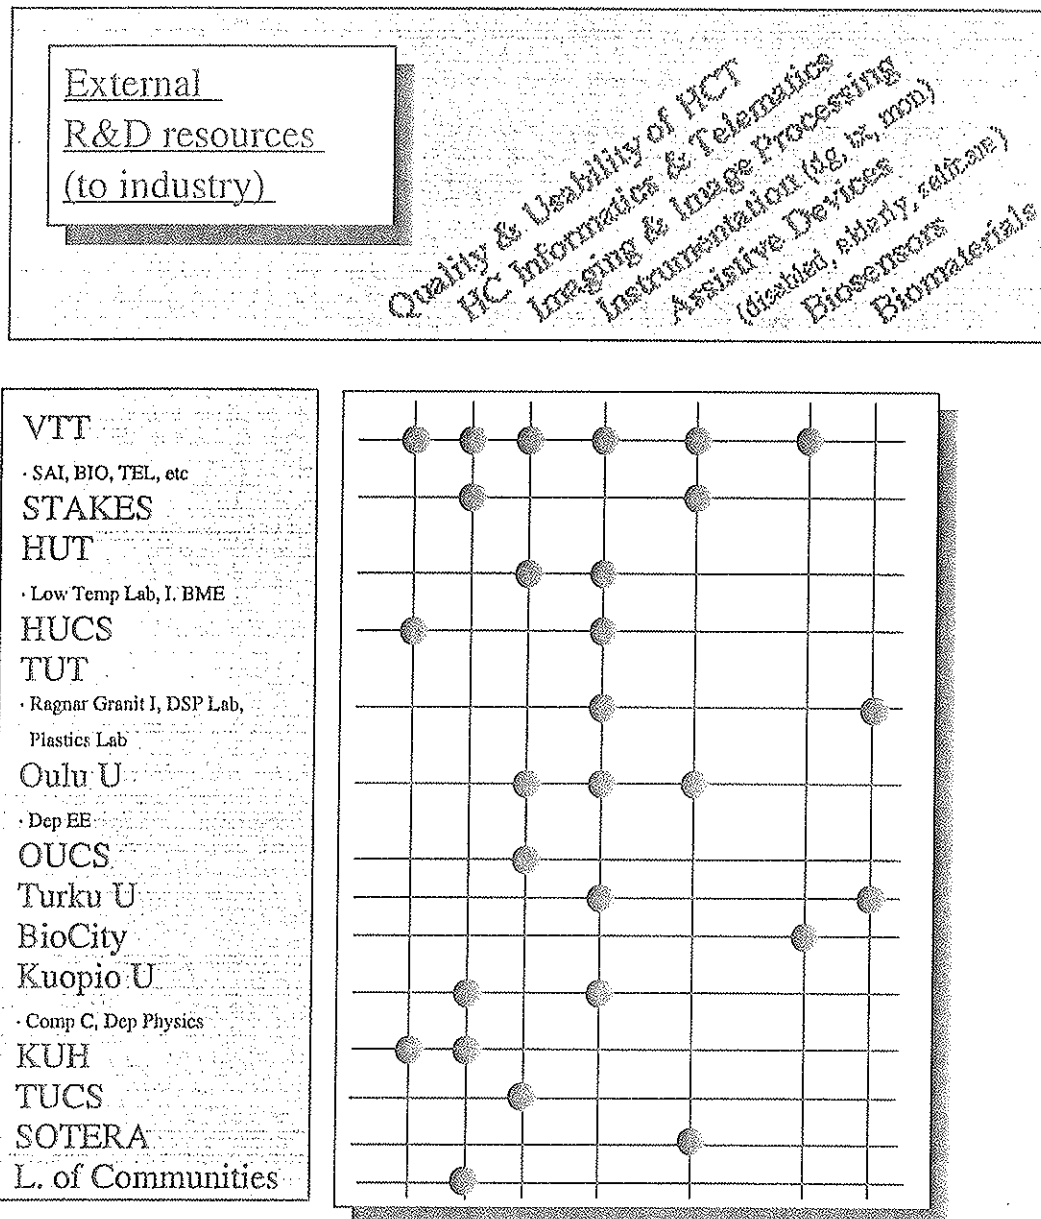 External
R&D resources
(to industry)
Quality & Usability of HCT
HC Informatics & Telematics
Imaging & Image Processing
Instrumentation (dg, tx, mon)
Assistive Devices
(disabled, elderly, selfcare)
Biosensors
Biomaterials
VTT
· SAI, BIO, TEL, etc
STAKES
HUT
· Low Temp Lab, I. BME
HUCS
TUT
· Ragnar Granit I, DSP Lab,
Plastics Lab
Oulu U
· Dep EE
OUCS
Turku U
BioCity
Kuopio U
· Comp C, Dep Physics
KUH
TUCS
SOTERA
L. of Communities